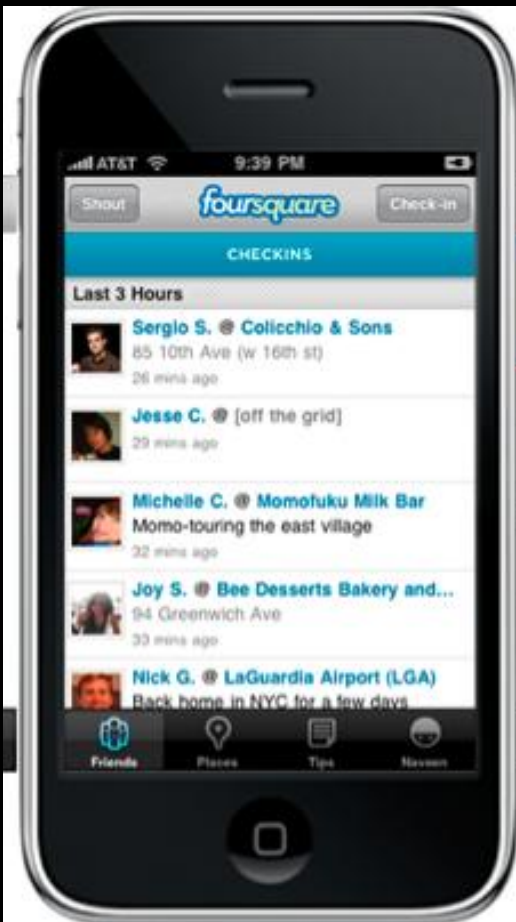 AT&T 9:39 PM
Shout foursquare Check-in
CHECKINS
Last 3 Hours
Sergio S. @ Colicchio & Sons
85 10th Ave (w 16th st)
26 mins ago
Jesse C. @ [off the grid]
29 mins ago
Michelle C. @ Momofuku Milk Bar
Momo-touring the east village
32 mins ago
Joy S. @ Bee Desserts Bakery and...
94 Greenwich Ave
33 mins ago
Nick G. @ LaGuardia Airport (LGA)
Back home in NYC for a few days
Friends Places Tips Naveen